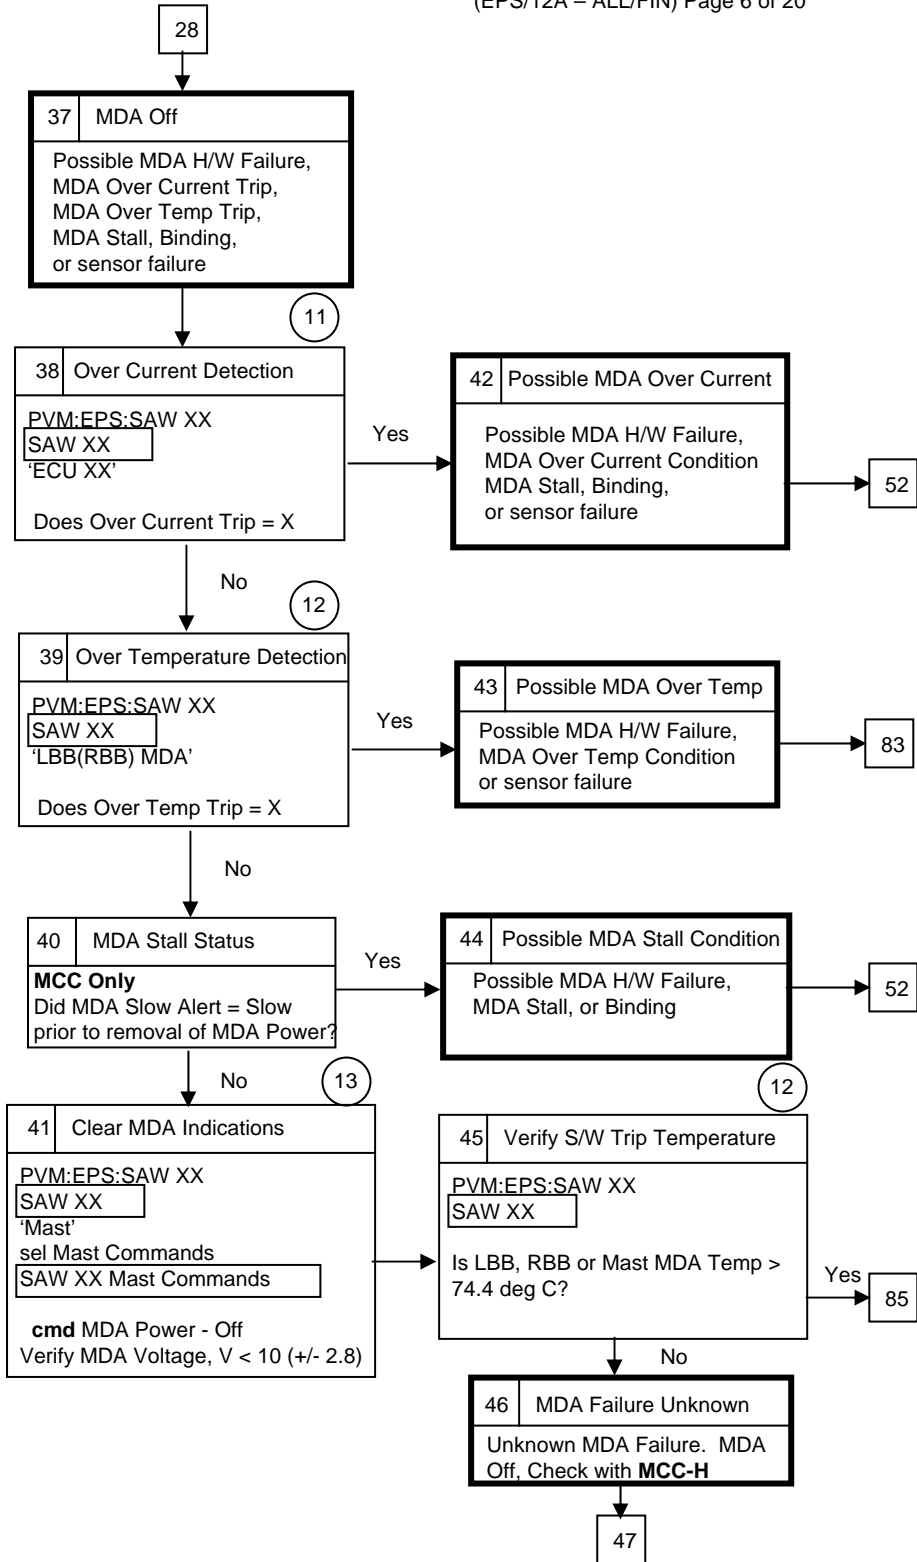 (EPS/12A – ALL/FIN) Page 6 of 20
28
37 MDA Off
Possible MDA H/W Failure,
MDA Over Current Trip,
MDA Over Temp Trip,
MDA Stall, Binding,
or sensor failure
11
38 Over Current Detection
PVM:EPS:SAW XX
SAW XX
‘ECU XX’
Does Over Current Trip = X
Yes
42 Possible MDA Over Current
Possible MDA H/W Failure,
MDA Over Current Condition
MDA Stall, Binding,
or sensor failure
52
No
12
39 Over Temperature Detection
PVM:EPS:SAW XX
SAW XX
‘LBB(RBB) MDA’
Does Over Temp Trip = X
Yes
43 Possible MDA Over Temp
Possible MDA H/W Failure,
MDA Over Temp Condition
or sensor failure
83
No
40 MDA Stall Status
MCC Only
Did MDA Slow Alert = Slow
prior to removal of MDA Power?
Yes
44 Possible MDA Stall Condition
Possible MDA H/W Failure,
MDA Stall, or Binding
52
No
13
41 Clear MDA Indications
PVM:EPS:SAW XX
SAW XX
‘Mast’
sel Mast Commands
SAW XX Mast Commands
cmd MDA Power - Off
Verify MDA Voltage, V < 10 (+/- 2.8)
12
45 Verify S/W Trip Temperature
PVM:EPS:SAW XX
SAW XX
Is LBB, RBB or Mast MDA Temp >
74.4 deg C?
Yes
85
No
46 MDA Failure Unknown
Unknown MDA Failure. MDA
Off, Check with MCC-H
47